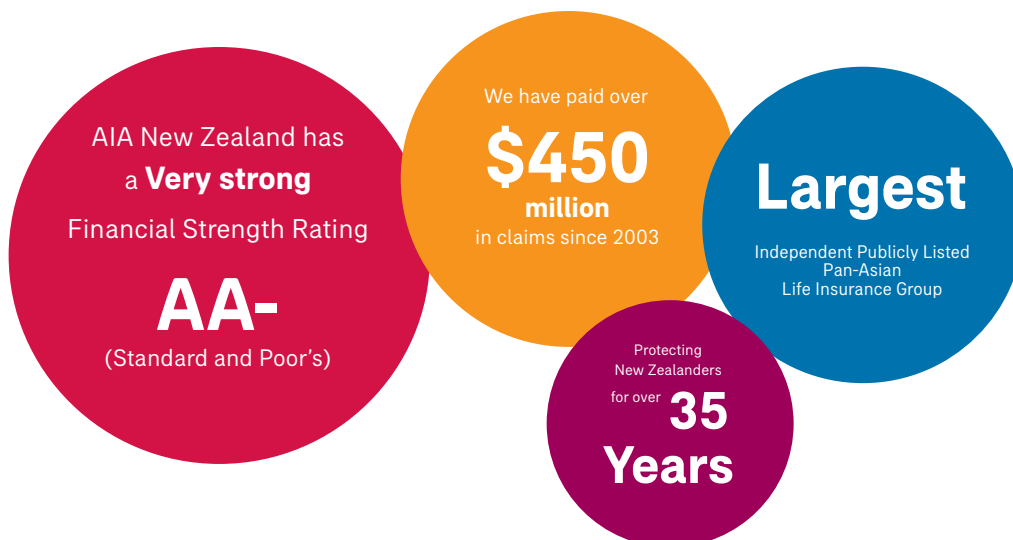 AIA New Zealand has
a Very strong
Financial Strength Rating
AA-
(Standard and Poor's)
We have paid over
$450
million
in claims since 2003
Largest
Independent Publicly Listed
Pan-Asian
Life Insurance Group
Protecting
New Zealanders
for over 35
Years